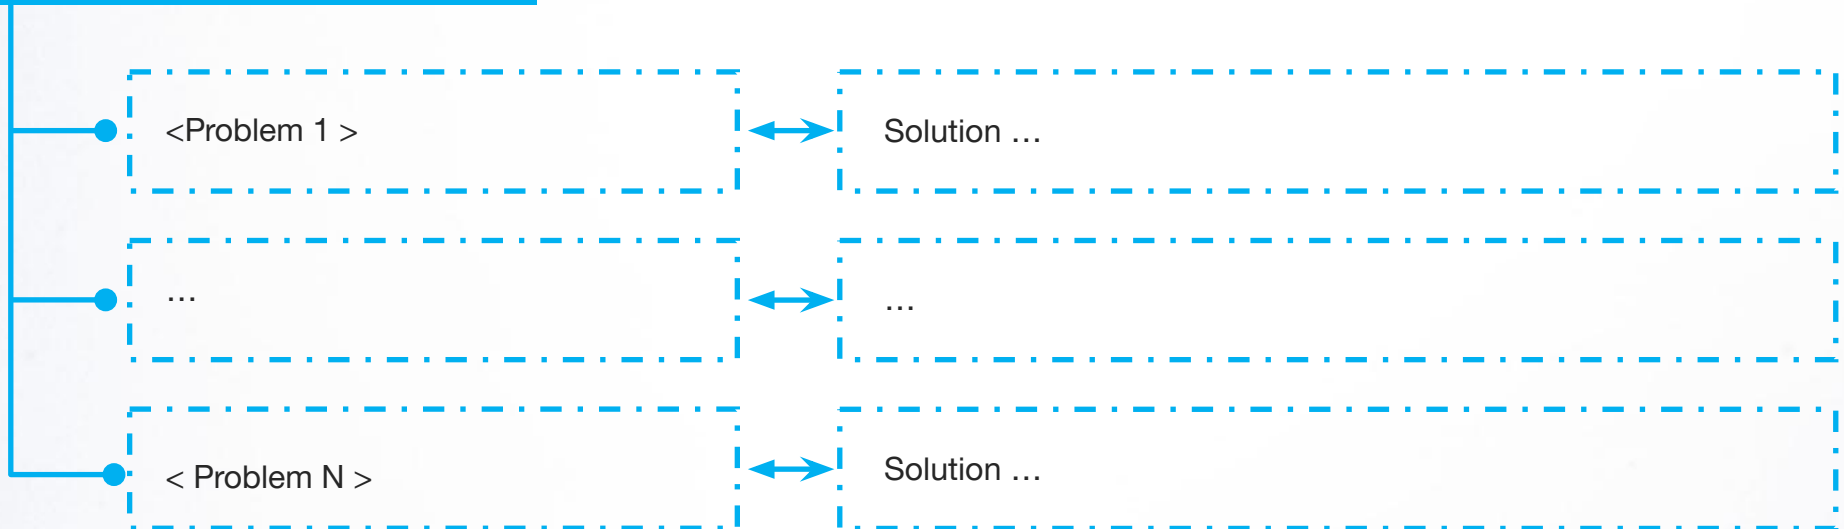 <Problem 1 >
Solution ...
...
...
< Problem N >
Solution ...